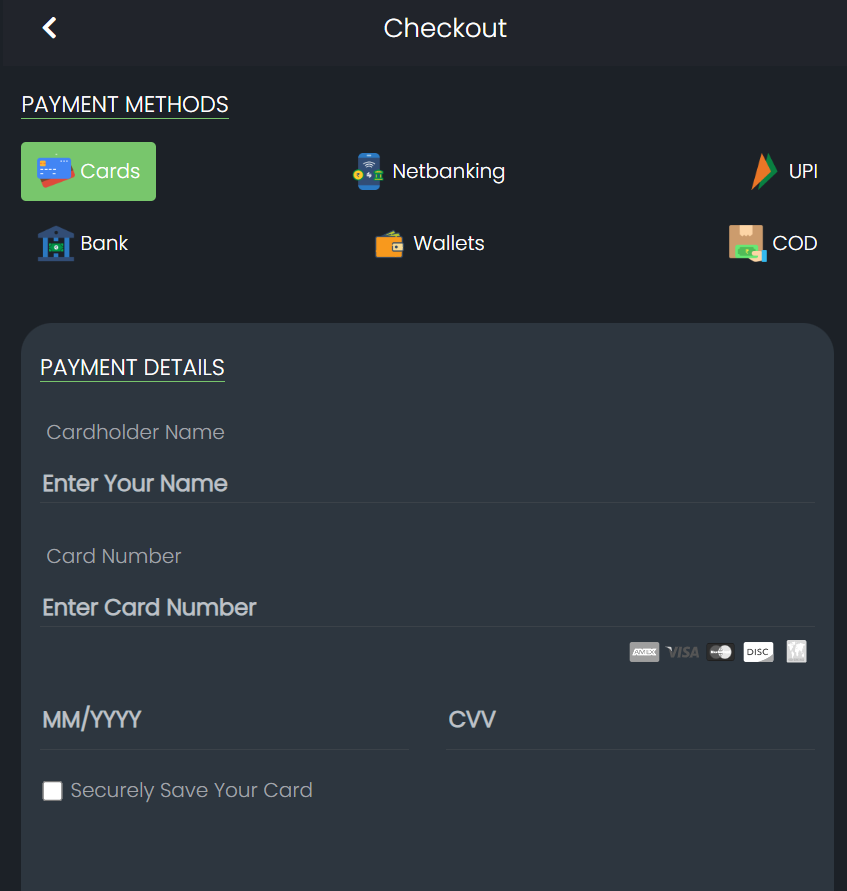 Checkout
PAYMENT METHODS
Cards
Netbanking
UPI
Bank
Wallets
COD
PAYMENT DETAILS
Cardholder Name
Enter Your Name
Card Number
Enter Card Number
AMEX VISA DISC
MM/YYYY CVV
Securely Save Your Card